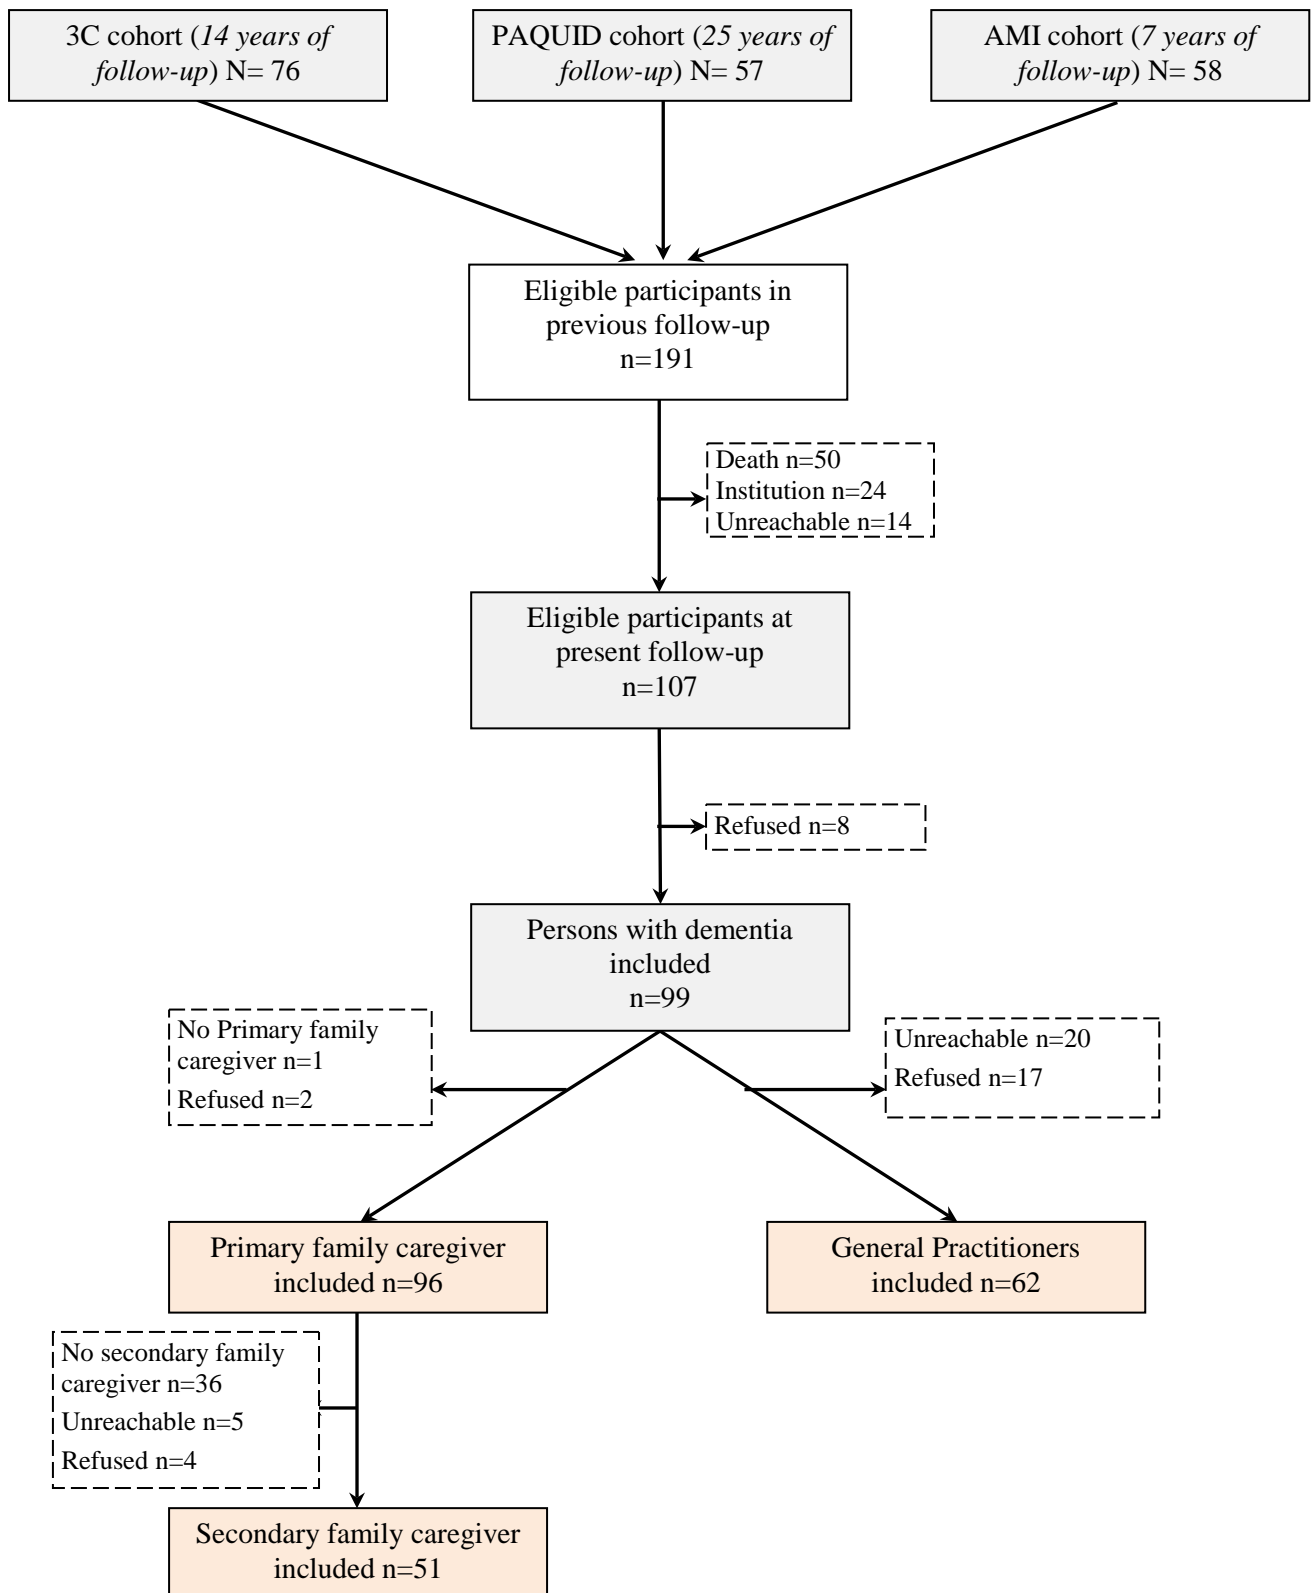 3C cohort (14 years of
follow-up) N= 76
PAQUID cohort (25 years of
follow-up) N= 57
AMI cohort (7 years of
follow-up) N= 58
Eligible participants in
previous follow-up
n=191
Death n=50
Institution n=24
Unreachable n=14
Eligible participants at
present follow-up
n=107
Refused n=8
Persons with dementia
included
n=99
No Primary family
caregiver n=1
Refused n=2
Unreachable n=20
Refused n=17
Primary family caregiver
included n=96
General Practitioners
included n=62
No secondary family
caregiver n=36
Unreachable n=5
Refused n=4
Secondary family caregiver
included n=51